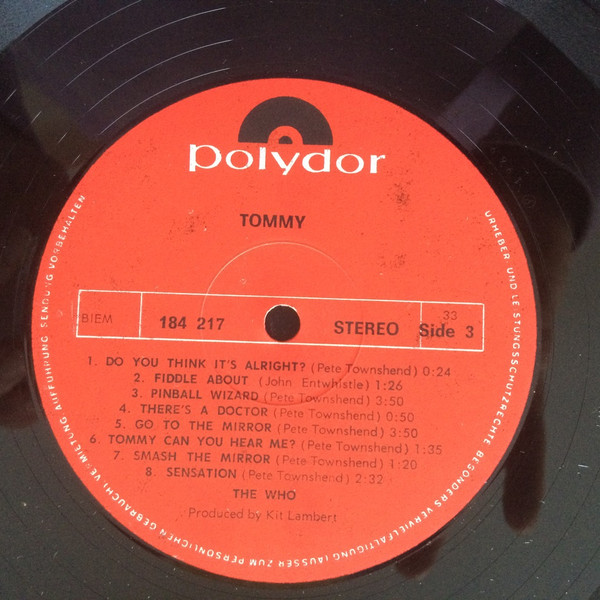 polydor
TOMMY
BIEM
184 217
STEREO
33
Side 3
1. DO YOU THINK IT'S ALRIGHT? (Pete Townshend) 0:24
2. FIDDLE ABOUT (John Entwhistle) 1:26
3. PINBALL WIZARD (Pete Townshend) 3:50
4. THERE'S A DOCTOR (Pete Townshend) 0:50
5. GO TO THE MIRROR (Pete Townshend) 3:50
6. TOMMY CAN YOU HEAR ME? (Pete Townshend) 1:35
7. SMASH THE MIRROR (Pete Townshend) 1:20
8. SENSATION (Pete Townshend) 2:32
THE WHO
Produced by Kit Lambert
URHEBER- UND LEISTUNGSSCHUTZRECHTE BESONDERS VERVIELFÄLTIGUNG (AUSSER ZUM PERSÖNLICHEN GEBRAUCH), VERMIETUNG AUFFÜHRUNG SENDUNG VORBEHALTEN